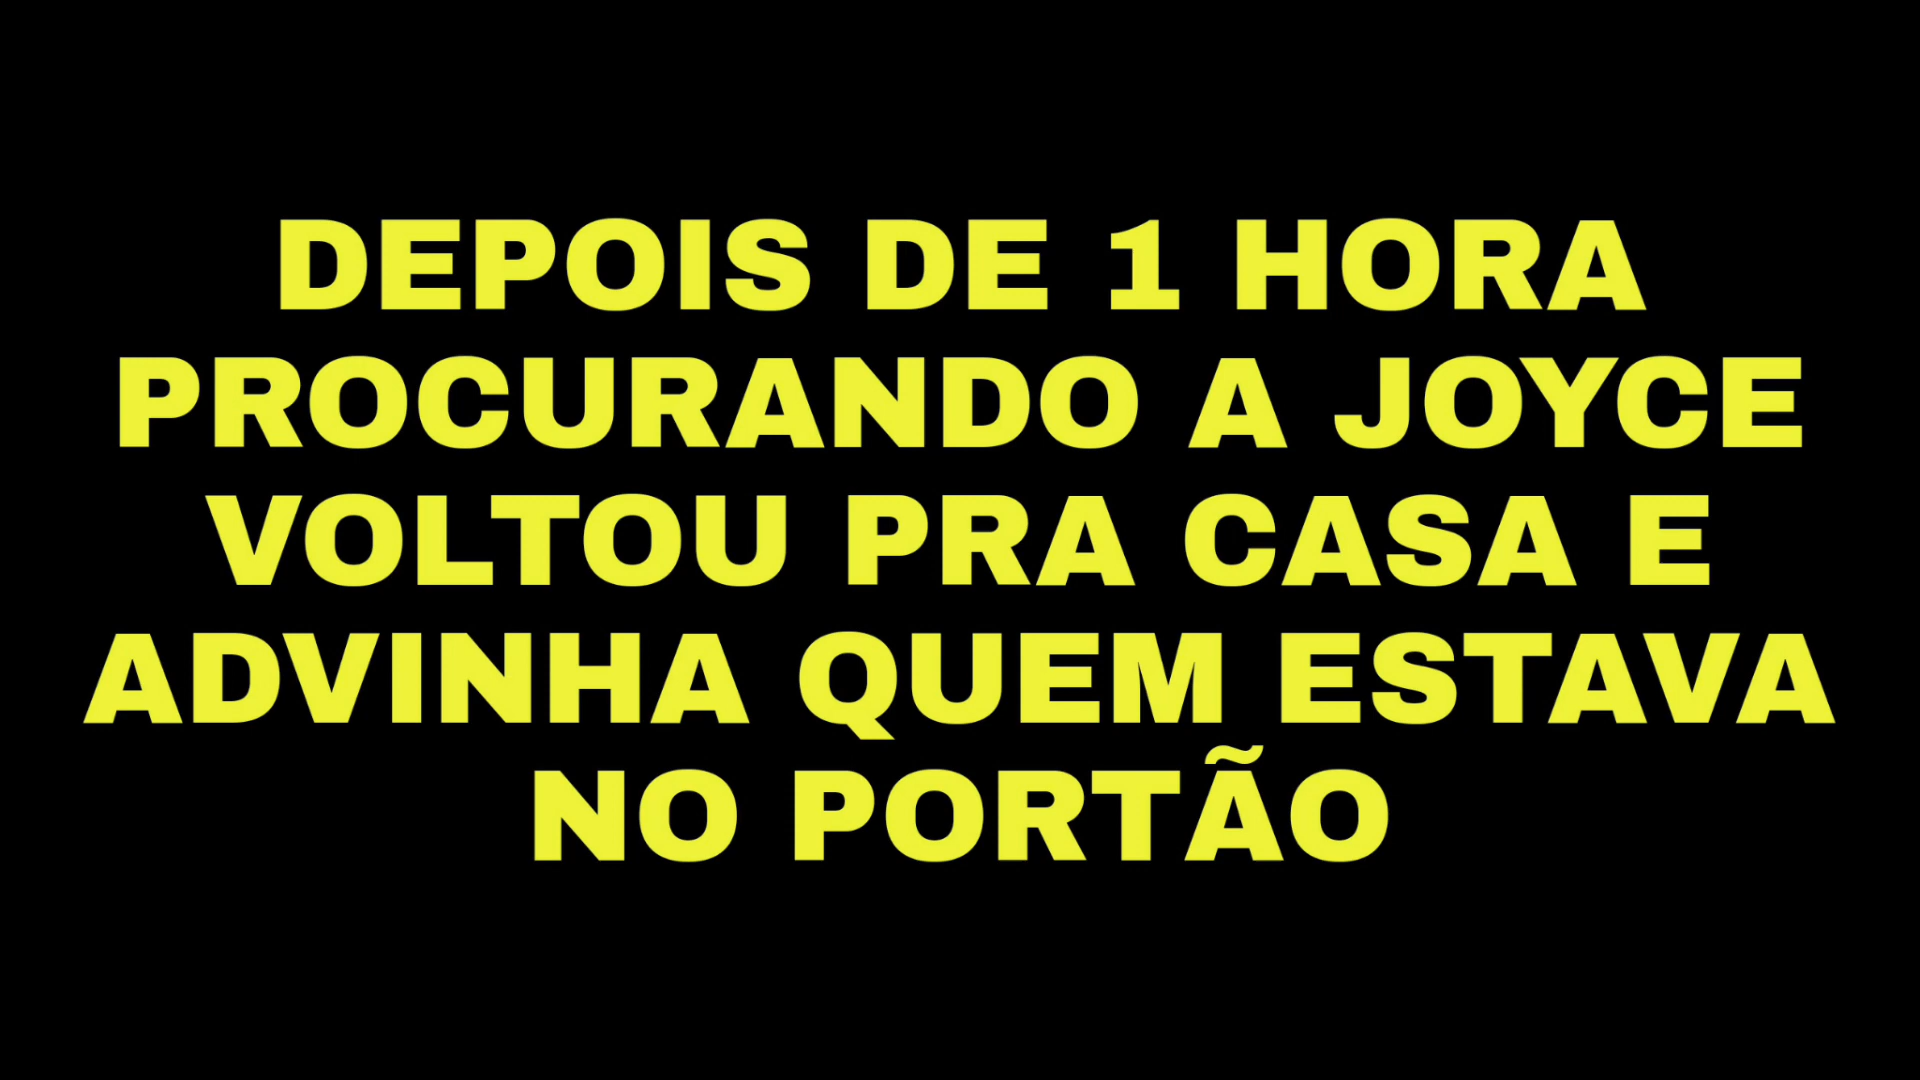 DEPOIS DE 1 HORA
PROCURANDO A JOYCE
VOLTOU PRA CASA E
ADVINHA QUEM ESTAVA
NO PORTÃO